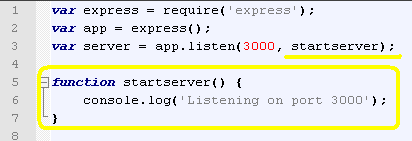 1 var express = require('express');
2 var app = express();
3 var server = app.listen(3000, startserver);
4
5 function startserver() {
6 console.log('Listening on port 3000');
7 }
8